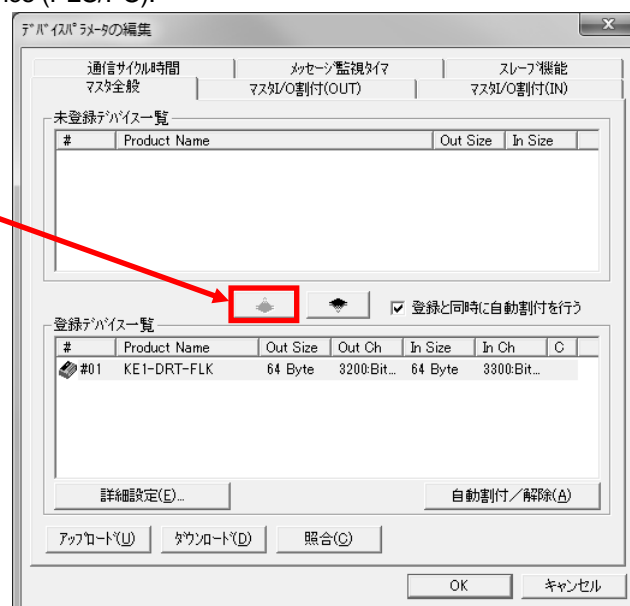 デバイスパラメータの編集
通信サイクル時間 メッセージ監視タイマ スレーブ機能
マスタ全般 マスタI/O割付(OUT) マスタI/O割付(IN)
未登録デバイス一覧
# Product Name Out Size In Size
登録と同時に自動割付を行う
登録デバイス一覧
# Product Name Out Size Out Ch In Size In Ch C
#01 KE1-DRT-FLK 64 Byte 3200:Bit... 64 Byte 3300:Bit...
詳細設定(E)... 自動割付/解除(A)
アップロード(U) ダウンロード(D) 照合(C)
OK キャンセル